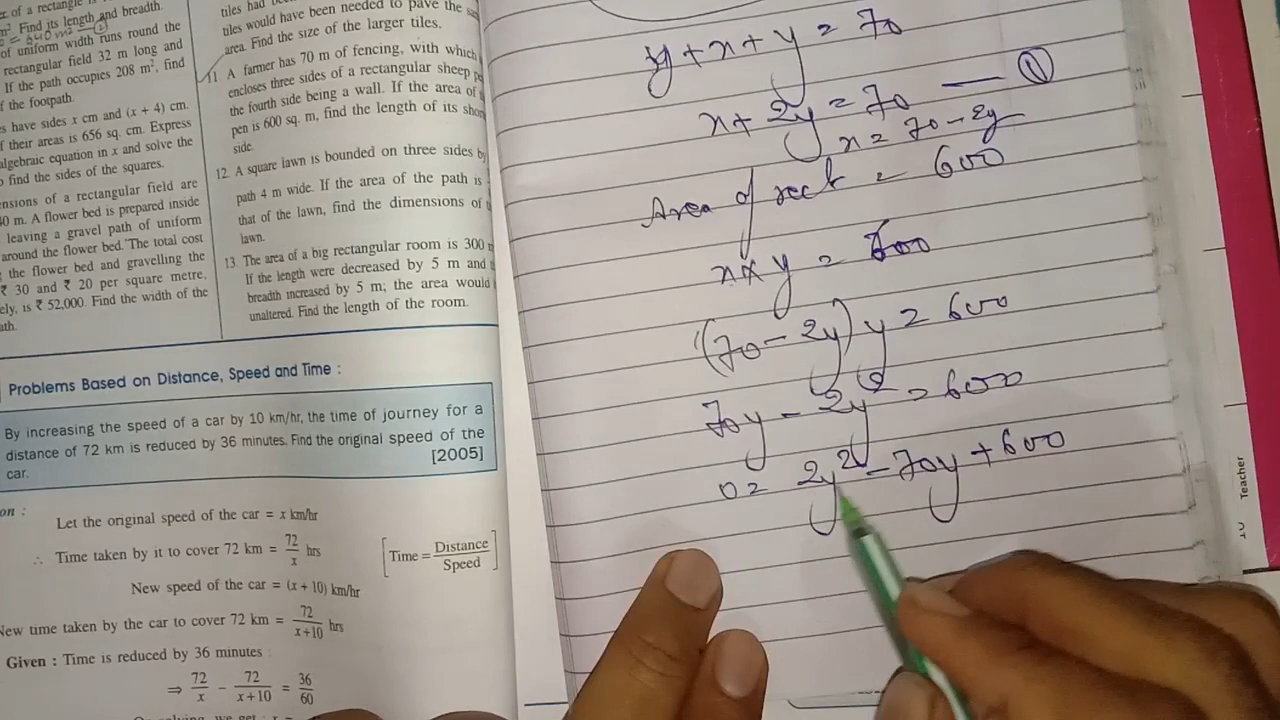 of a rectangle
m². Find its length and breadth.
of uniform width runs round the
rectangular field 32 m long and
If the path occupies 208 m², find
the footpath.
have sides x cm and (x + 4) cm.
their areas is 656 sq. cm. Express
algebraic equation in x and solve the
find the sides of the squares.
ensions of a rectangular field are
0 m. A flower bed is prepared inside
leaving a gravel path of uniform
around the flower bed. The total cost
the flower bed and gravelling the
₹ 30 and ₹ 20 per square metre,
ely, is ₹ 52,000. Find the width of the
ath.
tiles had
tiles would have been needed to pave the
area. Find the size of the larger tiles.
11. A farmer has 70 m of fencing, with which
encloses three sides of a rectangular sheep
the fourth side being a wall. If the area of
pen is 600 sq. m, find the length of its
side.
12. A square lawn is bounded on three sides
path 4 m wide. If the area of the path is
that of the lawn, find the dimensions of
lawn.
13. The area of a big rectangular room is 300
If the length were decreased by 5 m and
breadth increased by 5 m; the area would
unaltered. Find the length of the room.
Problems Based on Distance, Speed and Time :
By increasing the speed of a car by 10 km/hr, the time of journey for a
distance of 72 km is reduced by 36 minutes. Find the original speed of the
car. [2005]
on :
Let the original speed of the car = x km/hr
∴ Time taken by it to cover 72 km = 72/x hrs [Time = Distance/Speed]
New speed of the car = (x + 10) km/hr
New time taken by the car to cover 72 km = 72/x+10 hrs
Given : Time is reduced by 36 minutes
⇒ 72/x - 72/x+10 = 36/60
y + x + y = 70
x + 2y = 70 — 1
x = 70 - 2y
Area of rect = 600
x × y = 600
(70 - 2y) y = 600
70y - 2y² = 600
0 = 2y² - 70y + 600
Teacher